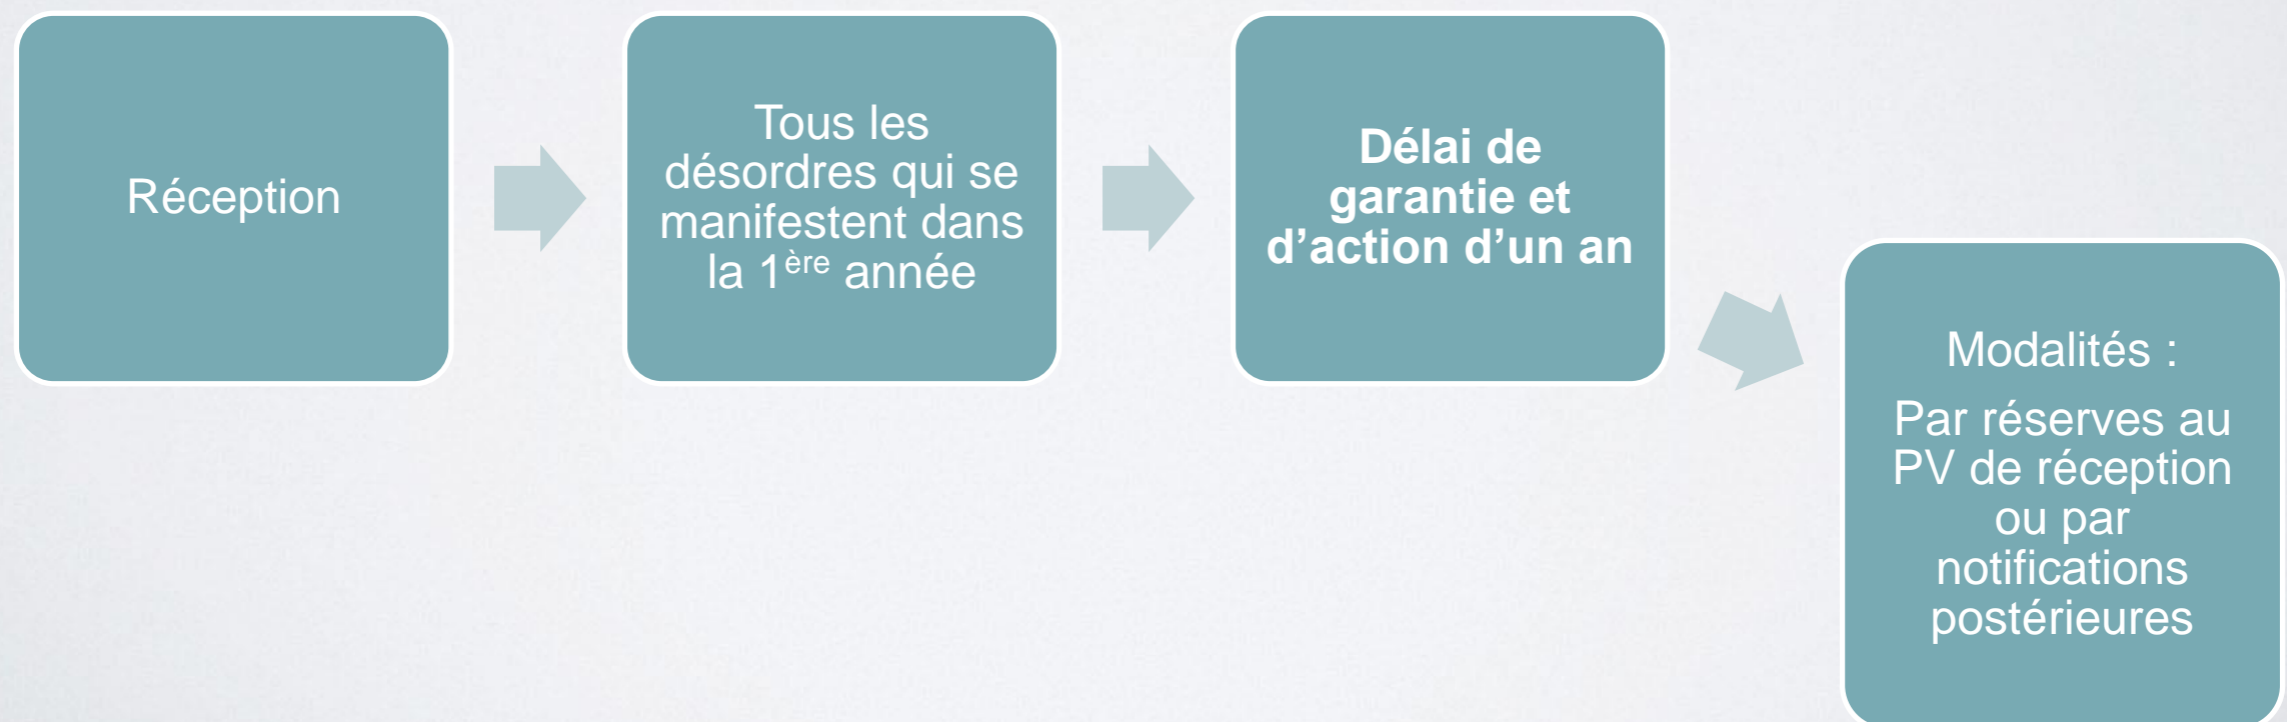 Réception
Tous les
désordres qui se
manifestent dans
la 1ère année
Délai de
garantie et
d’action d’un an
Modalités :
Par réserves au
PV de réception
ou par
notifications
postérieures